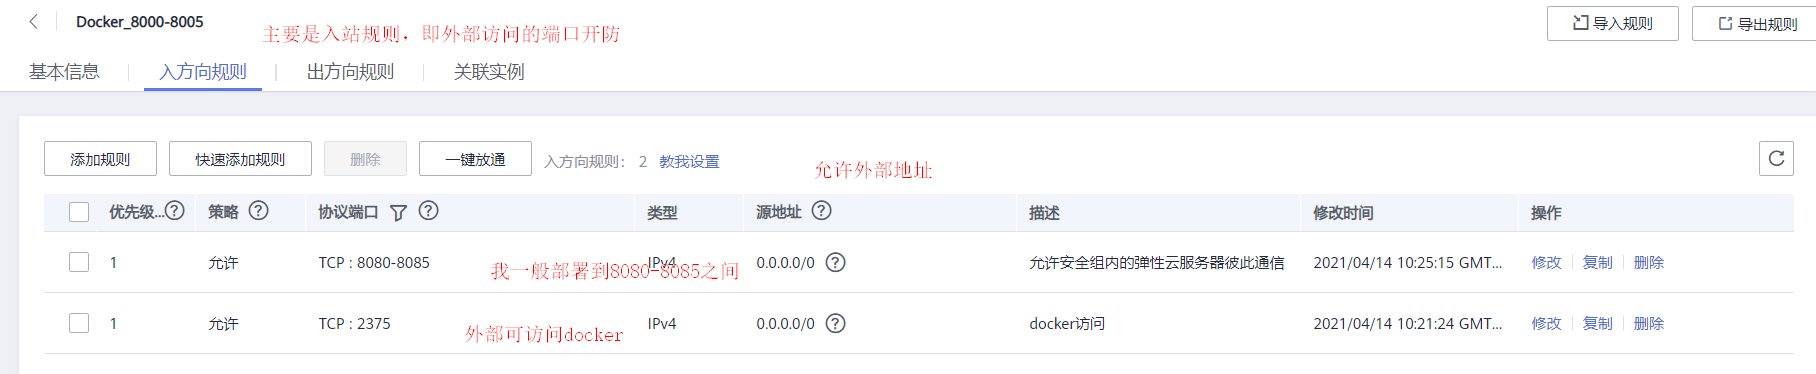 Docker_8000-8005
主要是入站规则，即外部访问的端口开防
导入规则
导出规则
基本信息
入方向规则
出方向规则
关联实例
添加规则
快速添加规则
删除
一键放通
入方向规则： 2 教我设置
允许外部地址
优先级...
策略
协议端口
类型
源地址
描述
修改时间
操作
1
允许
TCP : 8080-8085
我一般部署到8080-8085之间
IPv4
0.0.0.0/0
允许安全组内的弹性云服务器彼此通信
2021/04/14 10:25:15 GMT...
修改
复制
删除
1
允许
TCP : 2375
外部可访问docker
IPv4
0.0.0.0/0
docker访问
2021/04/14 10:21:24 GMT...
修改
复制
删除